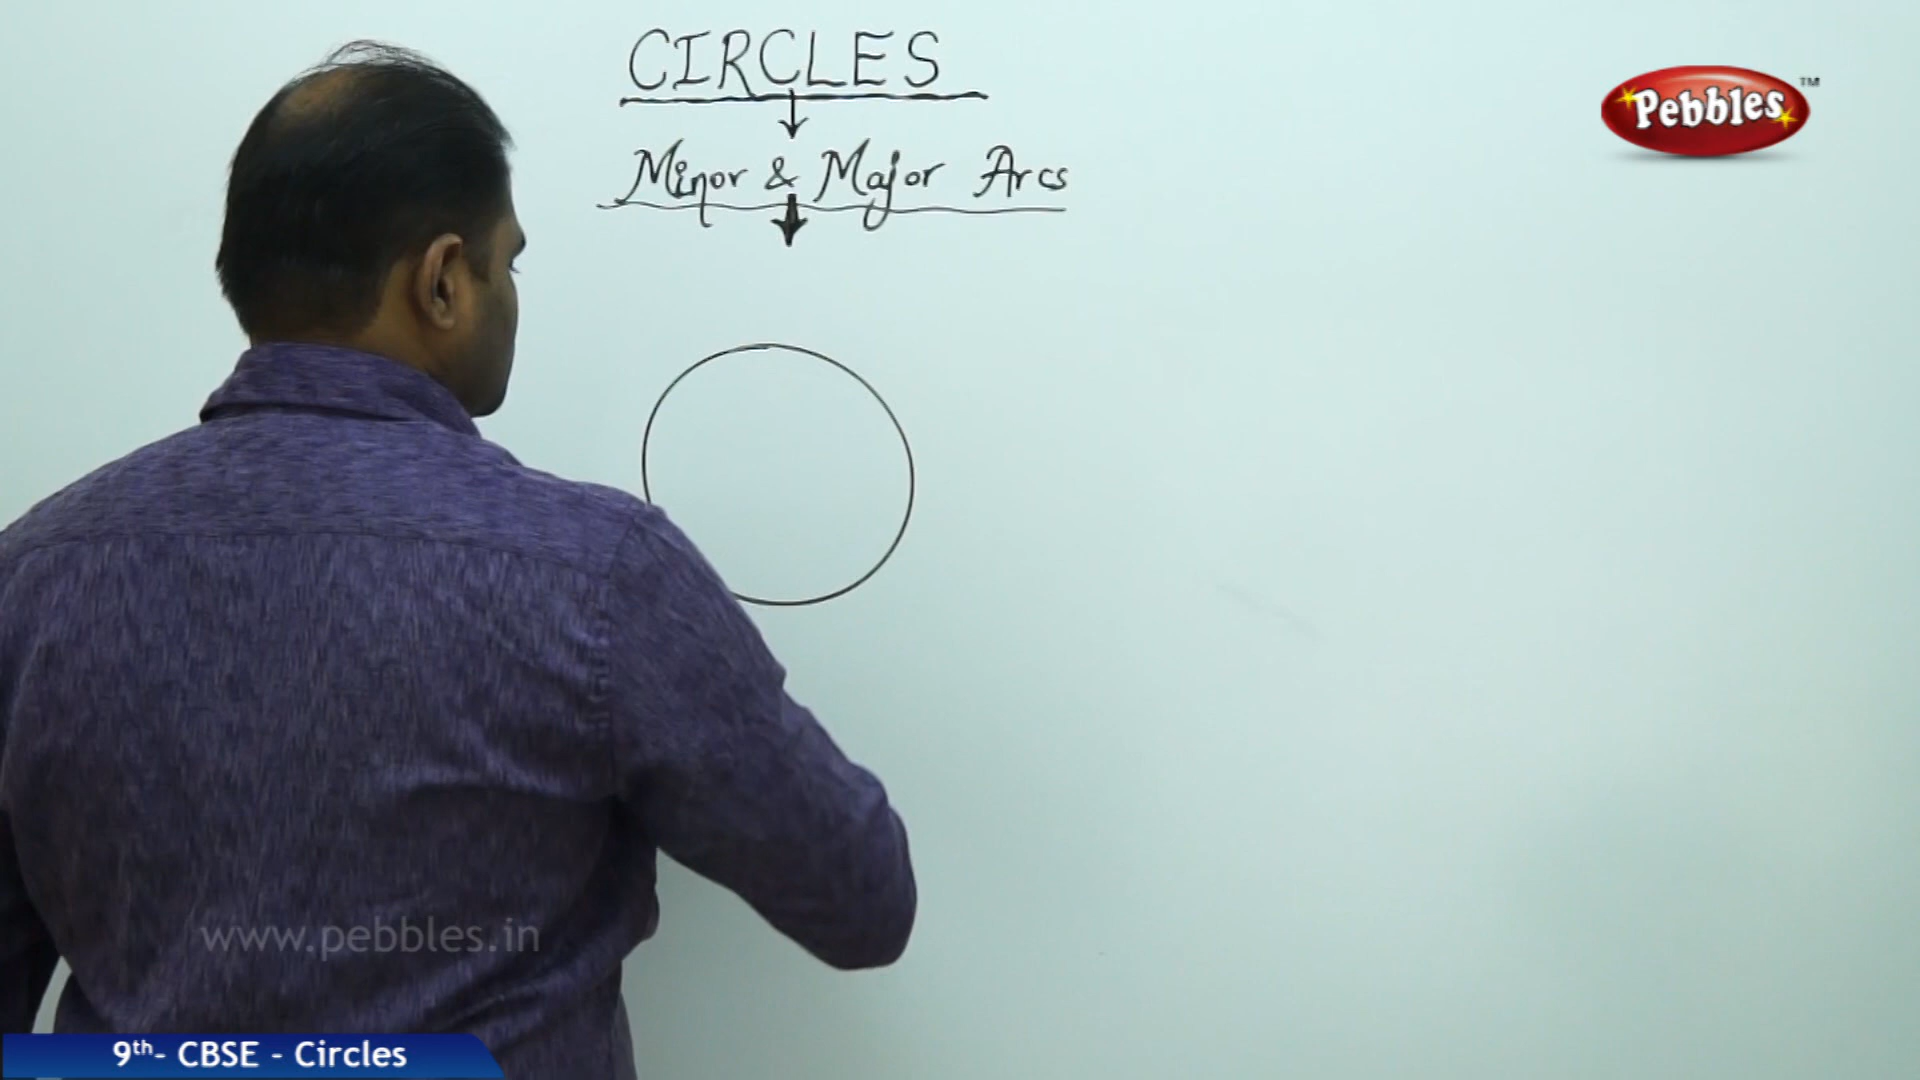 CIRCLES
Pebbles TM
Minor & Major Arcs
www.pebbles.in
9th- CBSE - Circles